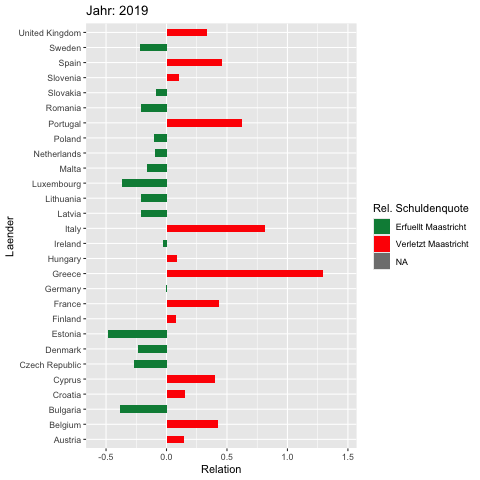 Jahr: 2019
United Kingdom
Sweden
Spain
Slovenia
Slovakia
Romania
Portugal
Poland
Netherlands
Malta
Luxembourg
Lithuania
Latvia
Italy
Ireland
Hungary
Greece
Germany
France
Finland
Estonia
Denmark
Czech Republic
Cyprus
Croatia
Bulgaria
Belgium
Austria
Laender
-0.5 0.0 0.5 1.0 1.5
Relation
Rel. Schuldenquote
Erfuellt Maastricht
Verletzt Maastricht
NA